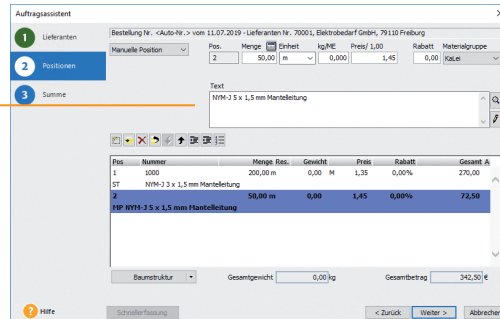 Auftragsassistent
Bestellung Nr. <Auto-Nr.> vom 11.07.2019 - Lieferanten Nr. 70001, Elektrobedarf GmbH, 79110 Freiburg
1 Lieferanten
2 Positionen
3 Summe
Manuelle Position
Pos. Menge Einheit kg/ME Preis/ 1,00 Rabatt Materialgruppe
2 50,00 m 0,000 1,45 0,00 KaLei
Text
NYM-J 5 x 1,5 mm Mantelleitung
Pos Nummer Menge Res. Gewicht Preis Rabatt Gesamt A
1 1000 200,00 m 0,00 M 1,35 0,00% 270,00
ST NYM-J 3 x 1,5 mm Mantelleitung
2 50,00 m 0,00 1,45 0,00% 72,50
MP NYM-J 5 x 1,5 mm Mantelleitung
Baumstruktur Gesamtgewicht 0,00 kg Gesamtbetrag 342,50 €
? Hilfe Schnellerfassung < Zurück Weiter > Abbrechen